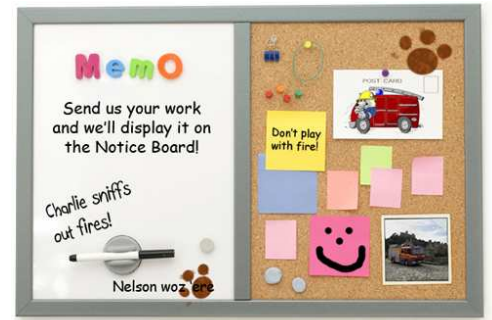 MemO
Send us your work
and we'll display it on
the Notice Board!
Charlie sniffs
out fires!
Nelson woz 'ere
POST CARD
Don't play
with fire!